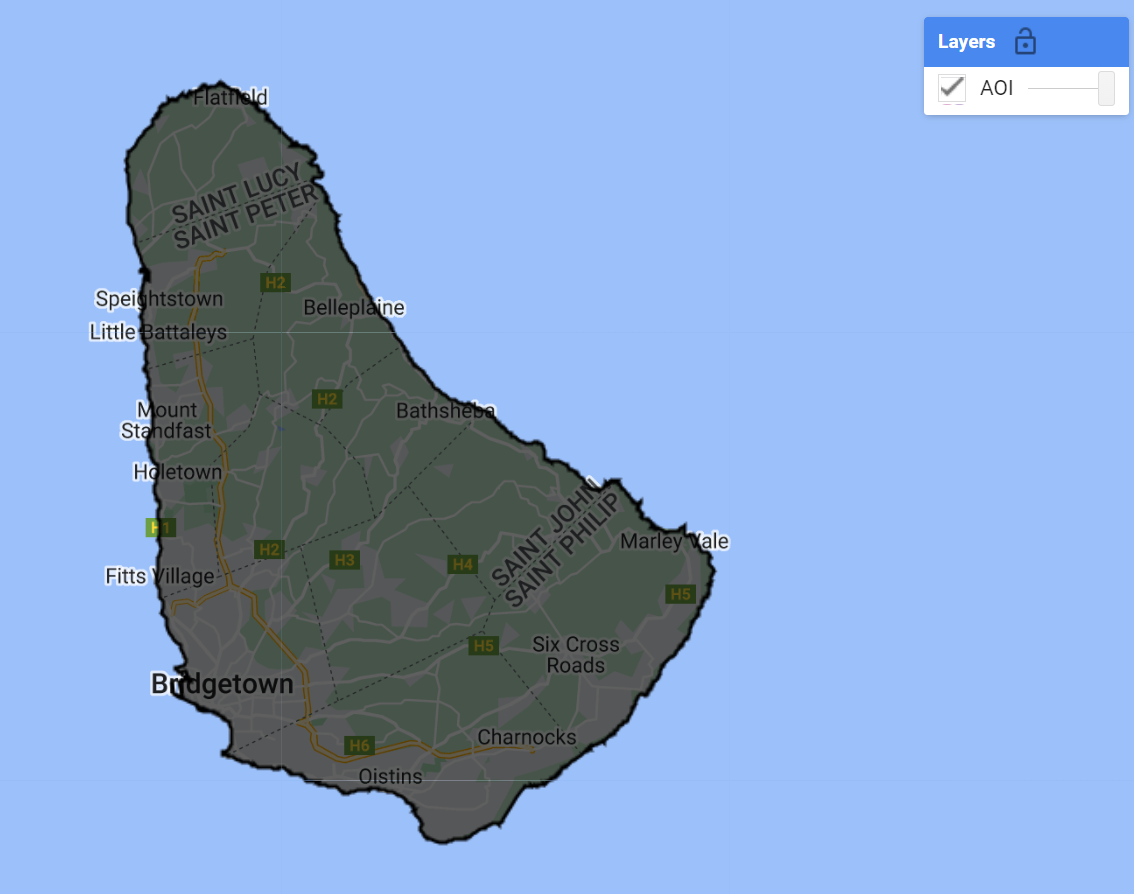 Layers
AOI
Flatfield
SAINT LUCY
SAINT PETER
H2
Speightstown
Belleplaine
Little Battaleys
H2
Mount
Standfast
Bathsheba
Holetown
SAINT JOHN
SAINT PHILIP
H1
Marley Vale
H2
H3
H4
Fitts Village
H5
H5
Six Cross
Roads
Bridgetown
Charnocks
H6
Oistins